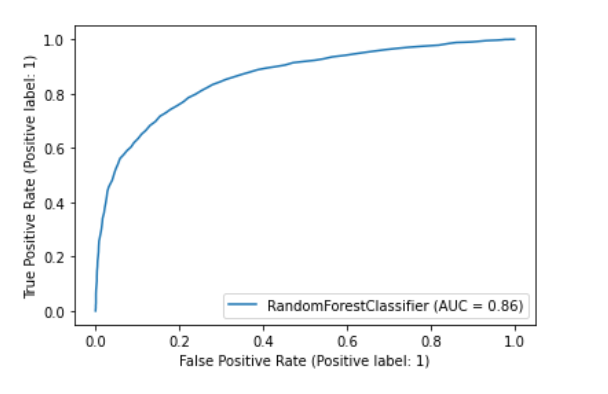 True Positive Rate (Positive label: 1)
1.0
0.8
0.6
0.4
0.2
0.0
RandomForestClassifier (AUC = 0.86)
0.0 0.2 0.4 0.6 0.8 1.0
False Positive Rate (Positive label: 1)